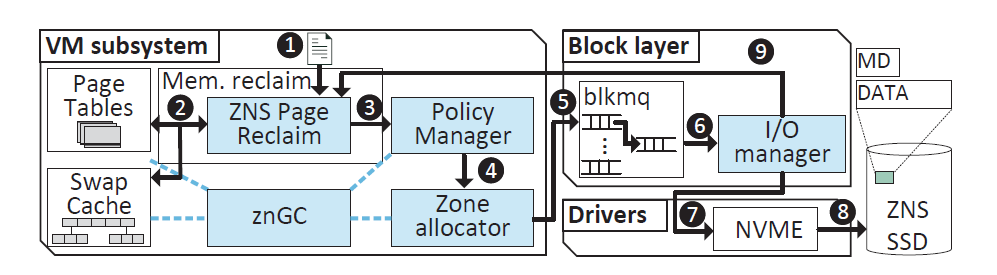 VM subsystem
1
Block layer
9
MD
Page
Tables
2
Mem. reclaim
ZNS Page
Reclaim
3
Policy
Manager
5
blkmq
6
I/O
manager
DATA
4
Swap
Cache
znGC
Zone
allocator
Drivers
7
NVME
8
ZNS
SSD